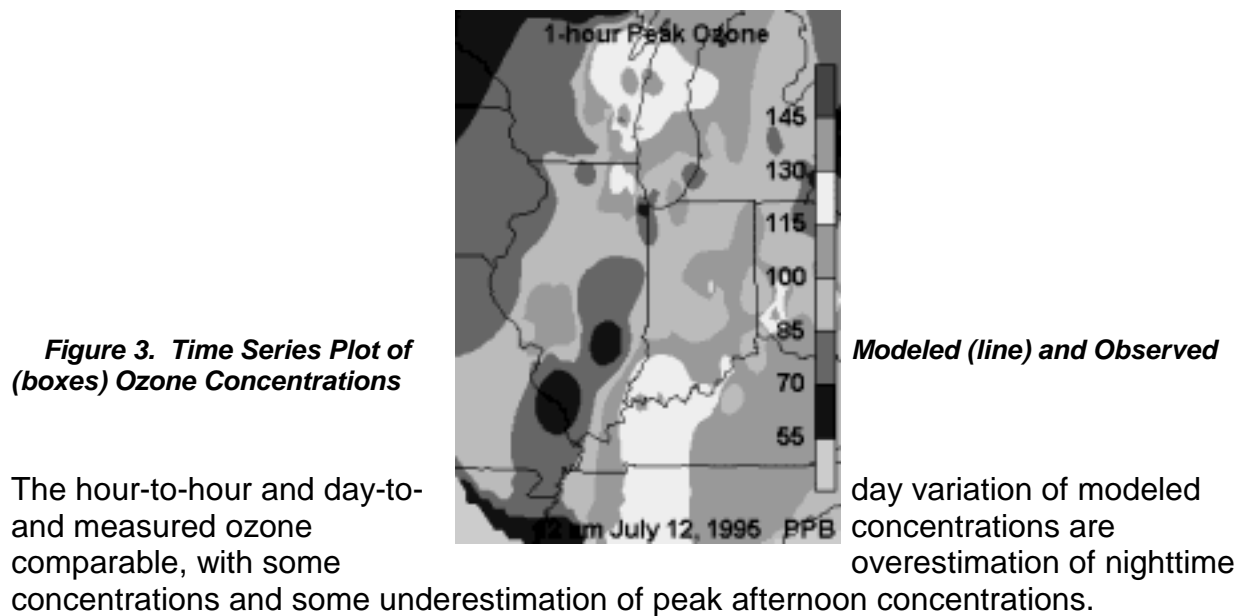 1-hour Peak Ozone
145
130
115
100
85
70
55
12 am July 12, 1995 PPB
Figure 3. Time Series Plot of Modeled (line) and Observed
(boxes) Ozone Concentrations
The hour-to-hour and day-to-day variation of modeled
and measured ozone concentrations are
comparable, with some overestimation of nighttime
concentrations and some underestimation of peak afternoon concentrations.